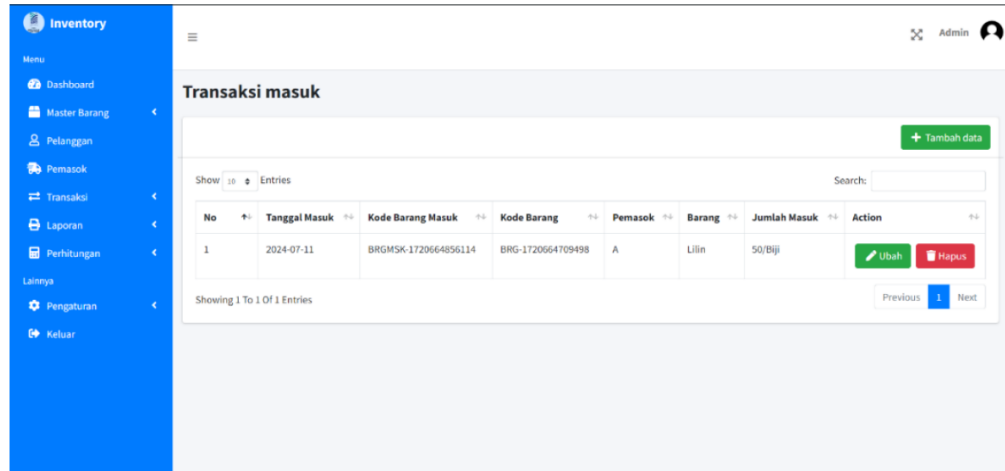 Inventory
Admin
Menu
Dashboard
Master Barang
Pelanggan
Pemasok
Transaksi
Laporan
Perhitungan
Lainnya
Pengaturan
Keluar
Transaksi masuk
Tambah data
Show 10 Entries Search:
No Tanggal Masuk Kode Barang Masuk Kode Barang Pemasok Barang Jumlah Masuk Action
1 2024-07-11 BRGMSK-1720664856114 BRG-1720664709498 A Lilin 50/Biji Ubah Hapus
Showing 1 To 1 Of 1 Entries Previous 1 Next